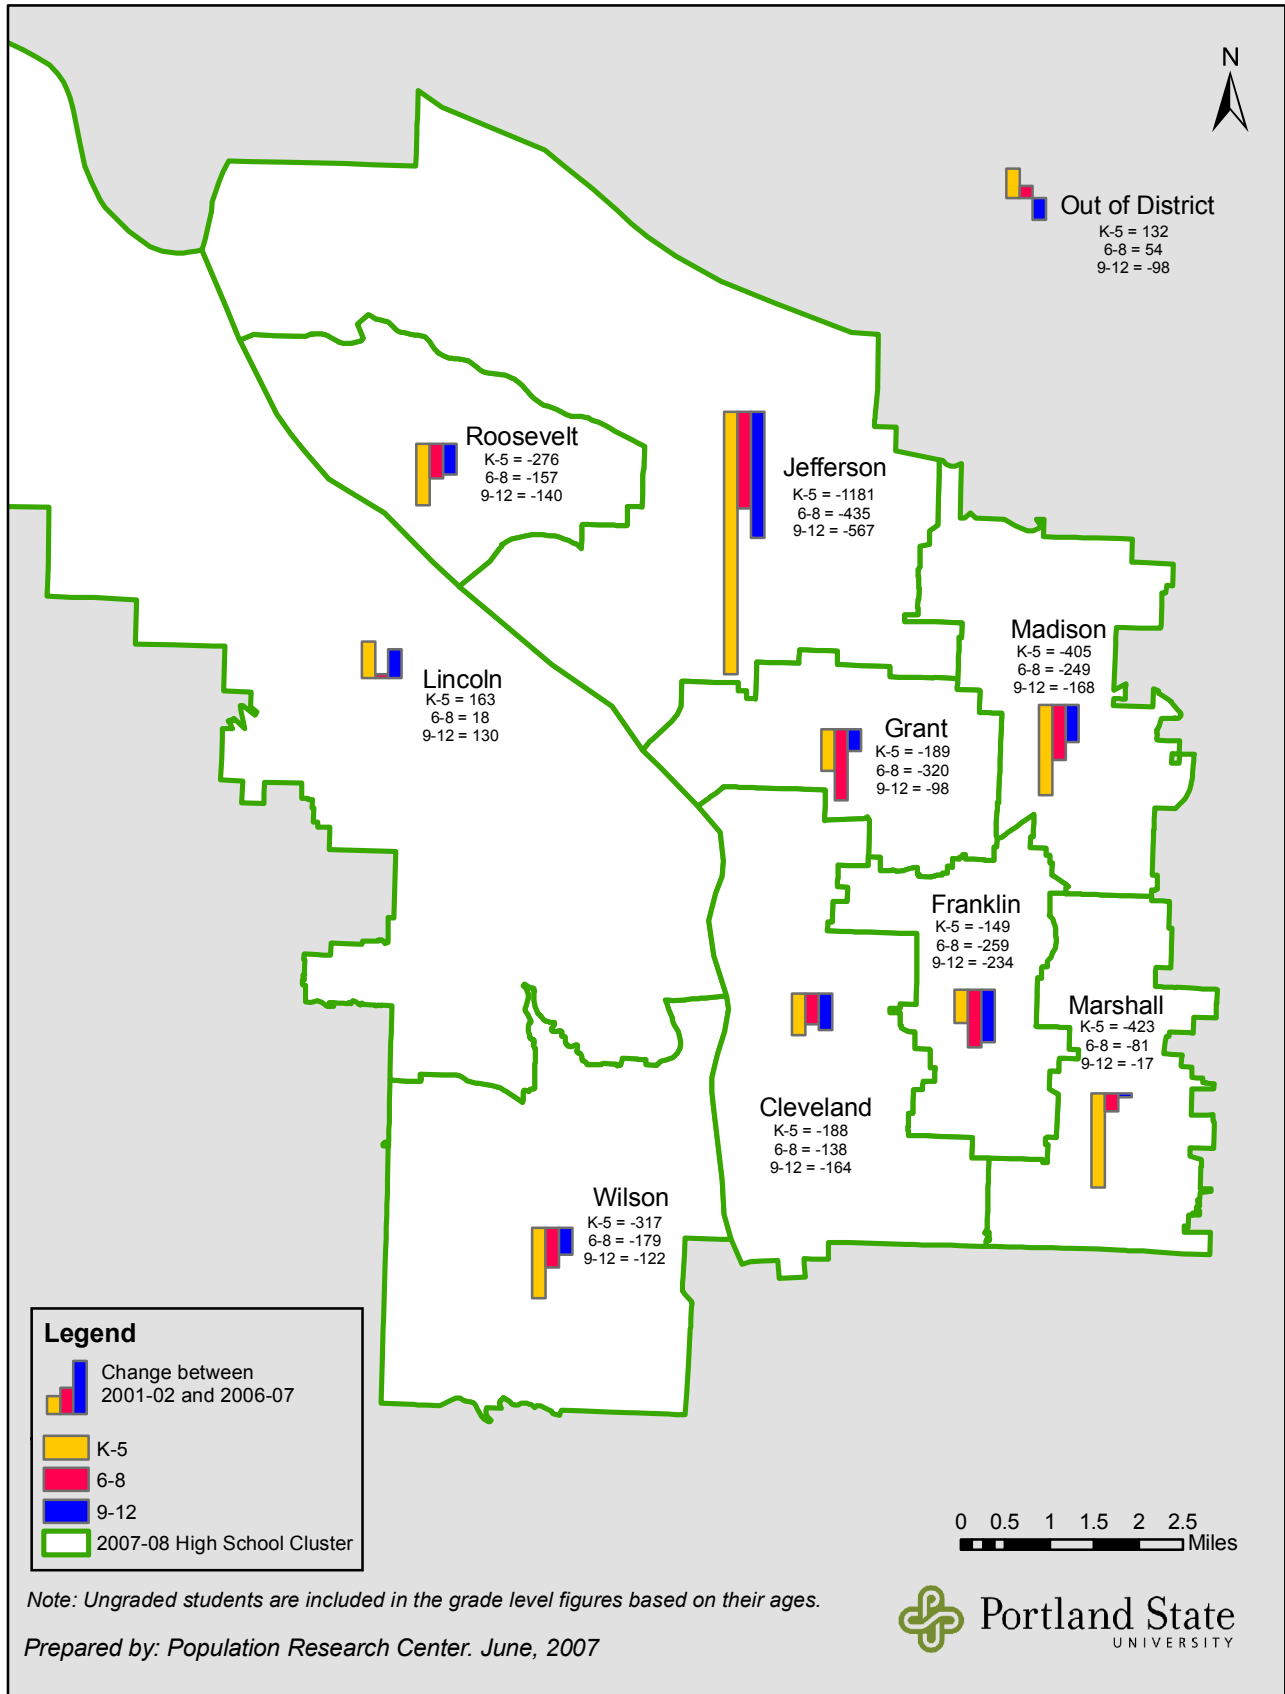 N
Out of District
K-5 = 132
6-8 = 54
9-12 = -98
Roosevelt
K-5 = -276
6-8 = -157
9-12 = -140
Jefferson
K-5 = -1181
6-8 = -435
9-12 = -567
Madison
K-5 = -405
6-8 = -249
9-12 = -168
Lincoln
K-5 = 163
6-8 = 18
9-12 = 130
Grant
K-5 = -189
6-8 = -320
9-12 = -98
Franklin
K-5 = -149
6-8 = -259
9-12 = -234
Marshall
K-5 = -423
6-8 = -81
9-12 = -17
Cleveland
K-5 = -188
6-8 = -138
9-12 = -164
Wilson
K-5 = -317
6-8 = -179
9-12 = -122
Legend
Change between
2001-02 and 2006-07
K-5
6-8
9-12
2007-08 High School Cluster
0 0.5 1 1.5 2 2.5
Miles
Note: Ungraded students are included in the grade level figures based on their ages.
Prepared by: Population Research Center. June, 2007
Portland State
UNIVERSITY